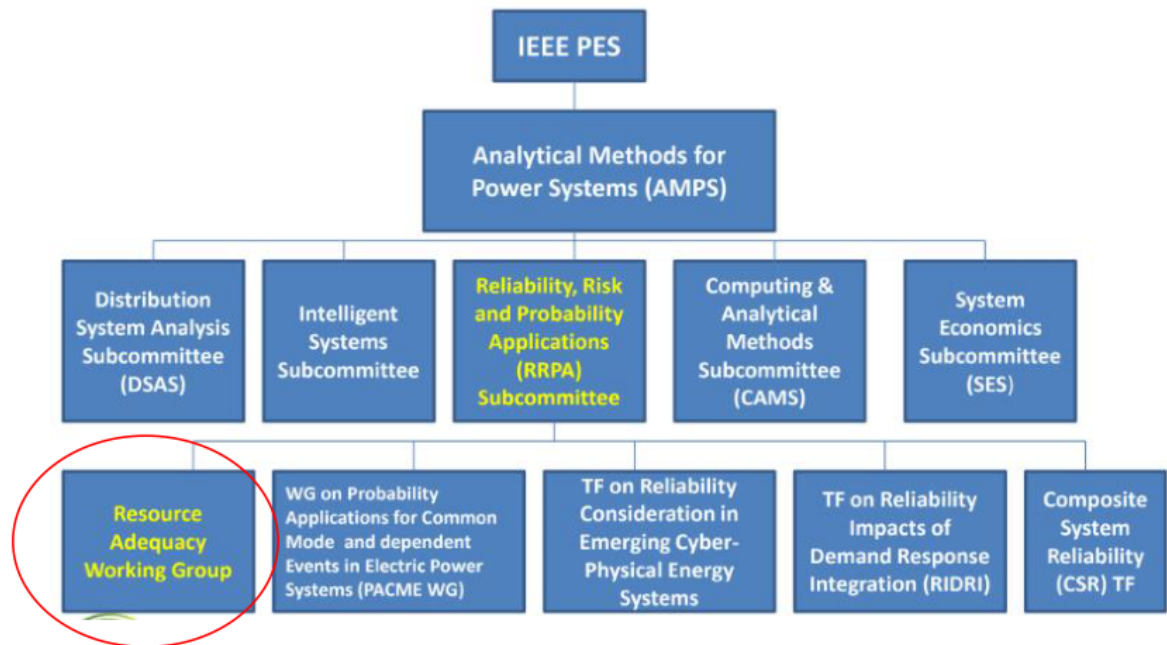 IEEE PES
Analytical Methods for
Power Systems (AMPS)
Distribution
System Analysis
Subcommittee
(DSAS)
Intelligent
Systems
Subcommittee
Reliability, Risk
and Probability
Applications
(RRPA)
Subcommittee
Computing &
Analytical
Methods
Subcommittee
(CAMS)
System
Economics
Subcommittee
(SES)
Resource
Adequacy
Working Group
WG on Probability
Applications for Common
Mode and dependent
Events in Electric Power
Systems (PACME WG)
TF on Reliability
Consideration in
Emerging Cyber-
Physical Energy
Systems
TF on Reliability
Impacts of
Demand Response
Integration (RIDRI)
Composite
System
Reliability
(CSR) TF